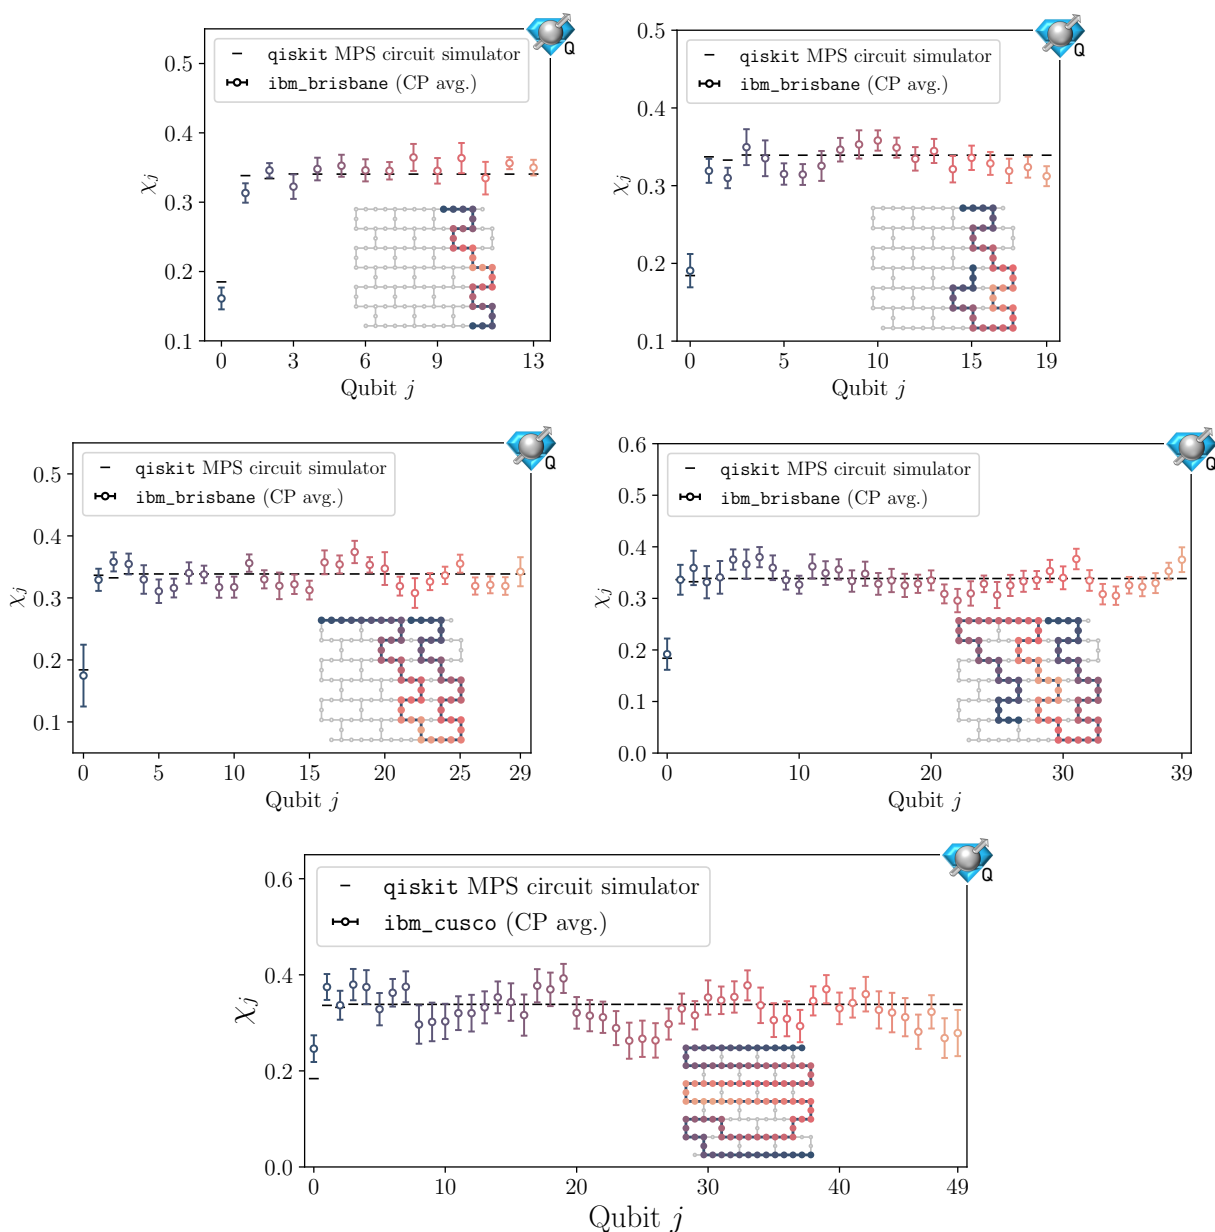 qiskit MPS circuit simulator
ibm_brisbane (CP avg.)
Q
χj
0.5
0.4
0.3
0.2
0.1
0 3 6 9 13
Qubit j
qiskit MPS circuit simulator
ibm_brisbane (CP avg.)
Q
χj
0.5
0.4
0.3
0.2
0.1
0 5 10 15 19
Qubit j
qiskit MPS circuit simulator
ibm_brisbane (CP avg.)
Q
χj
0.5
0.4
0.3
0.2
0.1
0 5 10 15 20 25 29
Qubit j
qiskit MPS circuit simulator
ibm_brisbane (CP avg.)
Q
χj
0.6
0.5
0.4
0.3
0.2
0.1
0.0
0 10 20 30 39
Qubit j
qiskit MPS circuit simulator
ibm_cusco (CP avg.)
Q
χj
0.6
0.4
0.2
0.0
0 10 20 30 40 49
Qubit j